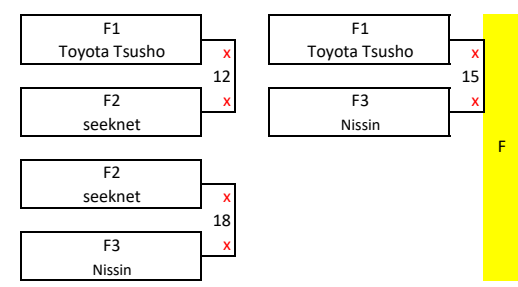 F1
Toyota Tsusho
x
12
F2
x
seeknet
F1
Toyota Tsusho
x
15
F3
x
Nissin
F
F2
seeknet
x
18
F3
x
Nissin